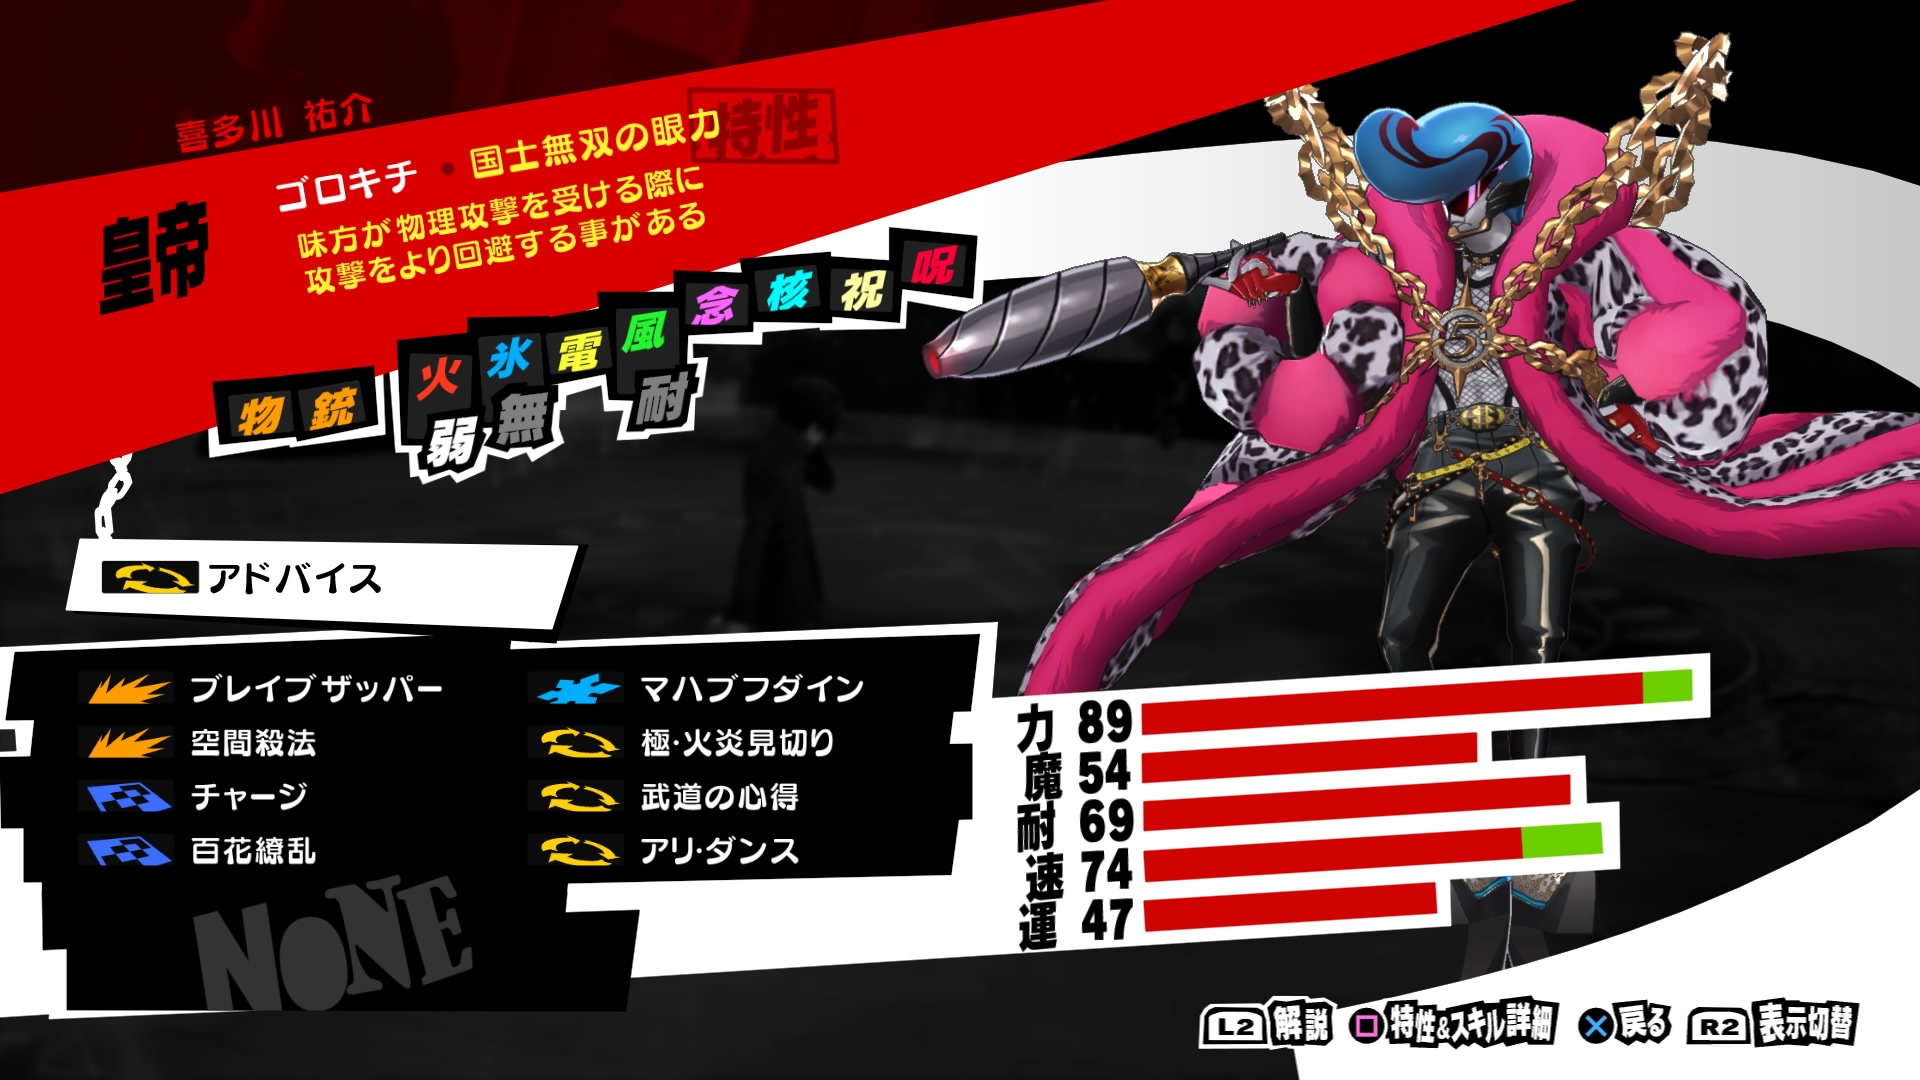 喜多川 祐介
特性
皇帝
ゴロキチ・国士無双の眼力
味方が物理攻撃を受ける際に
攻撃をより回避する事がある
物 銃 火 氷 電 風 念 核 祝 呪
弱 無 耐
アドバイス
ブレイブザッパー
空間殺法
チャージ
百花繚乱
マハブフダイン
極·火炎見切り
武道の心得
アリ·ダンス
NONE
5
力 89
魔 54
耐 69
速 74
運 47
L2 解説 特性&スキル詳細 戻る R2 表示切替